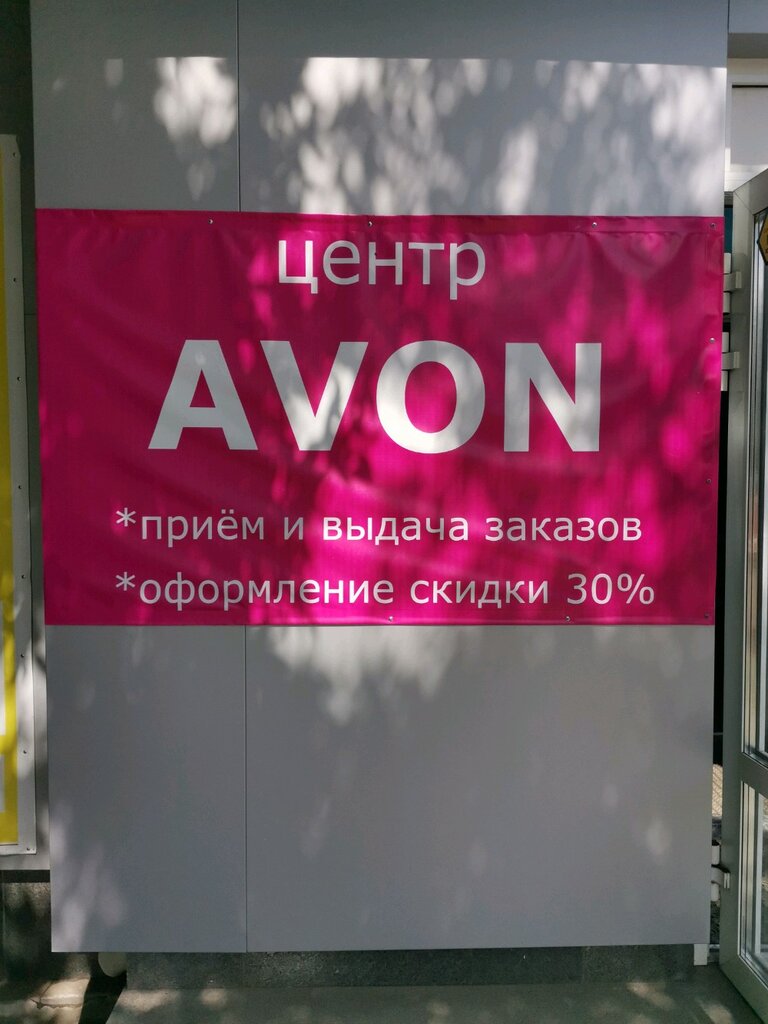 центр
AVON
*приём и выдача заказов
*оформление скидки 30%